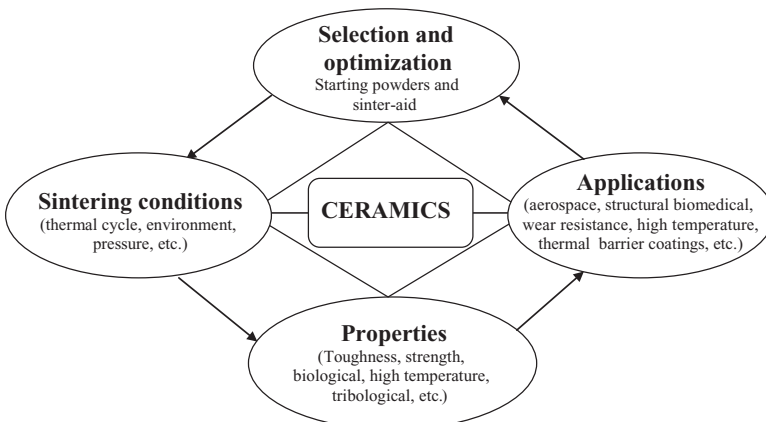 Selection and
optimization
Starting powders and
sinter-aid
Sintering conditions
(thermal cycle, environment,
pressure, etc.)
CERAMICS
Applications
(aerospace, structural biomedical,
wear resistance, high temperature,
thermal barrier coatings, etc.)
Properties
(Toughness, strength,
biological, high temperature,
tribological, etc.)